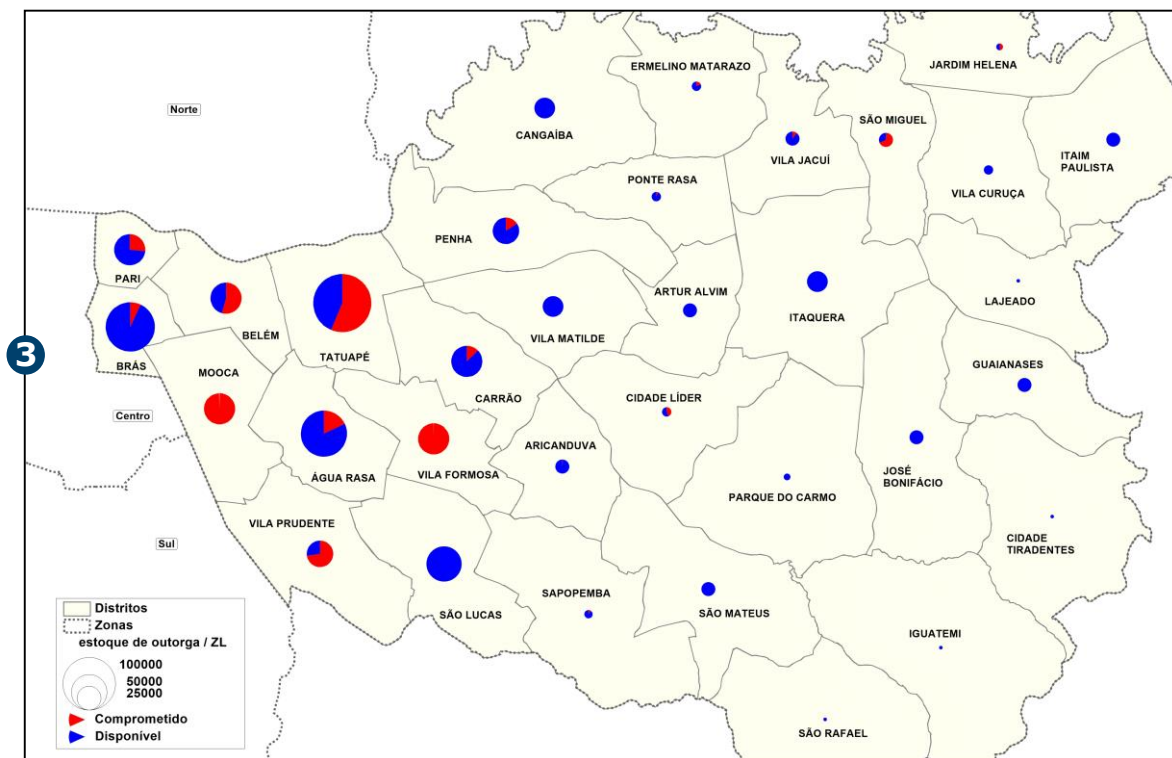 ERMELINO MATARAZO
JARDIM HELENA
Norte
CANGAÍBA
SÃO MIGUEL
VILA JACUÍ
ITAIM
PAULISTA
PONTE RASA
VILA CURUÇA
PENHA
PARI
ARTUR ALVIM
ITAQUERA
LAJEADO
BELÉM
TATUAPÉ
VILA MATILDE
3
BRÁS
MOOCA
GUAIANASES
CARRÃO
CIDADE LÍDER
Centro
ÁGUA RASA
VILA FORMOSA
ARICANDUVA
JOSÉ
BONIFÁCIO
PARQUE DO CARMO
VILA PRUDENTE
Sul
CIDADE
TIRADENTES
SAPOPEMBA
SÃO LUCAS
SÃO MATEUS
IGUATEMI
SÃO RAFAEL
Distritos
Zonas
estoque de outorga / ZL
100000
50000
25000
Comprometido
Disponível